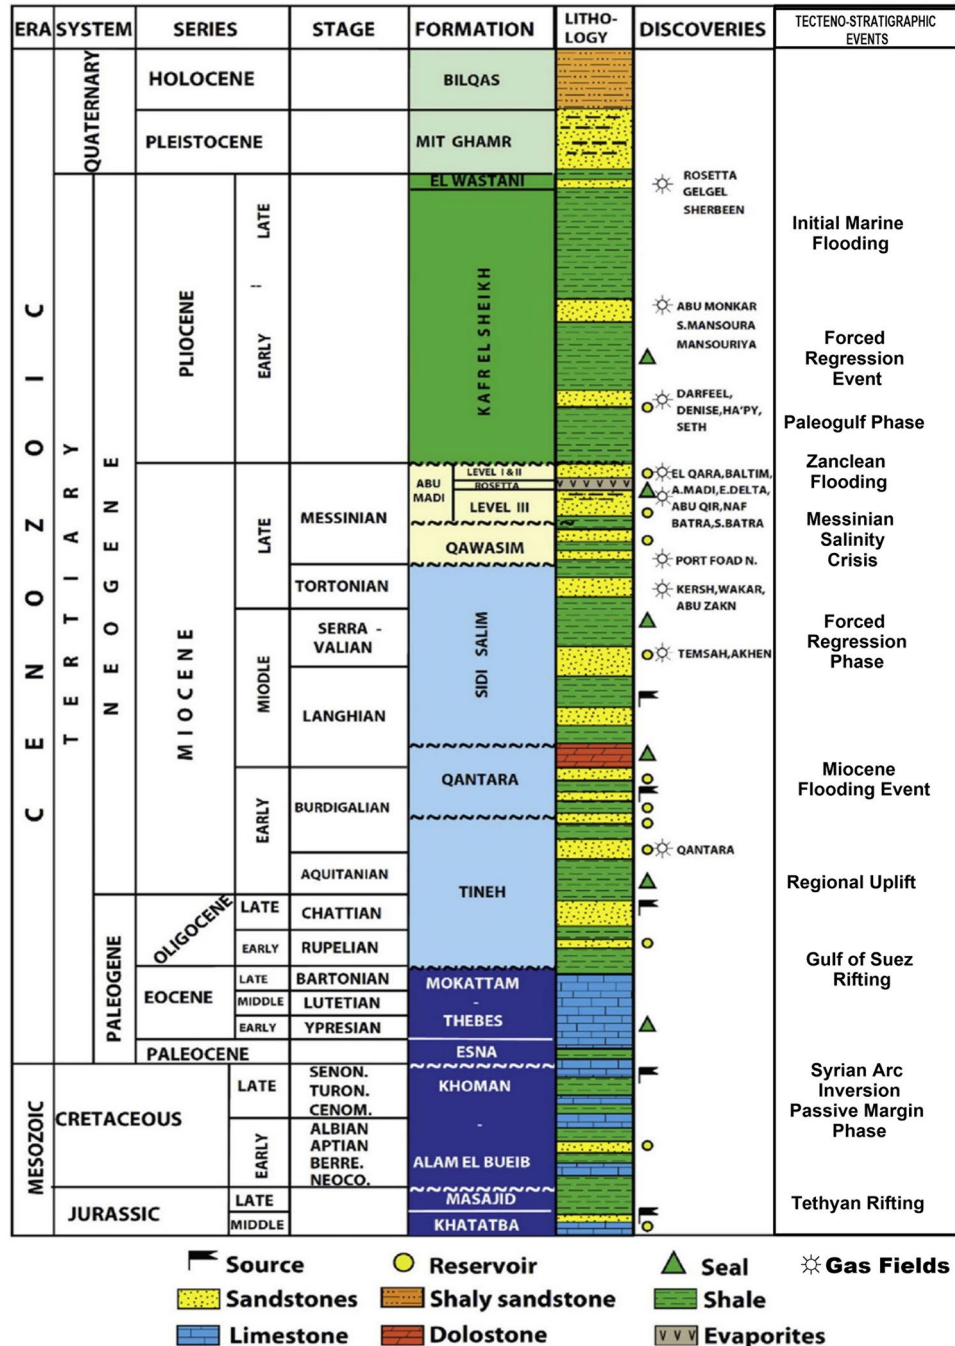 ERA SYSTEM SERIES STAGE FORMATION LITHO-LOGY DISCOVERIES TECTENO-STRATIGRAPHIC EVENTS
CENOZOIC
MESOZOIC
QUATERNARY
TERTIARY
NEOGENE
PALEOGENE
CRETACEOUS
JURASSIC
HOLOCENE
PLEISTOCENE
PLIOCENE
LATE
--
EARLY
MIOCENE
LATE
MIODLE
EARLY
OLIGOCENE
LATE
EARLY
EOCENE
LATE
MIDDLE
EARLY
PALEOCENE
LATE
EARLY
LATE
MIDDLE
MESSINIAN
TORTONIAN
SERRA -
VALIAN
LANGHIAN
BURDIGALIAN
AQUITANIAN
CHATTIAN
RUPELIAN
BARTONIAN
LUTETIAN
YPRESIAN
SENON.
TURON.
CENOM.
ALBIAN
APTIAN
BERRE.
NEOCO.
BILQAS
MIT GHAMR
EL WASTANI
KAFR EL SHEIKH
ABU
MADI
LEVEL I & II
ROSETTA
LEVEL III
QAWASIM
SIDI SALIM
QANTARA
TINEH
MOKATTAM
-
THEBES
ESNA
KHOMAN
-
ALAM EL BUEIB
MASAJID
KHATATBA
ROSETTA
GELGEL
SHERBEEN
ABU MONKAR
S.MANSOURA
MANSOURIYA
DARFEEL,
DENISE,HA'PY,
SETH
EL QARA,BALTIM,
A.MADI,E.DELTA,
ABU QIR,NAF
BATRA,S.BATRA
PORT FOAD N.
KERSH,WAKAR,
ABU ZAKN
TEMSAH,AKHEN
QANTARA
Initial Marine
Flooding
Forced
Regression
Event
Paleogulf Phase
Zanclean
Flooding
Messinian
Salinity
Crisis
Forced
Regression
Phase
Miocene
Flooding Event
Regional Uplift
Gulf of Suez
Rifting
Syrian Arc
Inversion
Passive Margin
Phase
Tethyan Rifting
Source Reservoir Seal Gas Fields
Sandstones Shaly sandstone Shale
Limestone Dolostone Evaporites